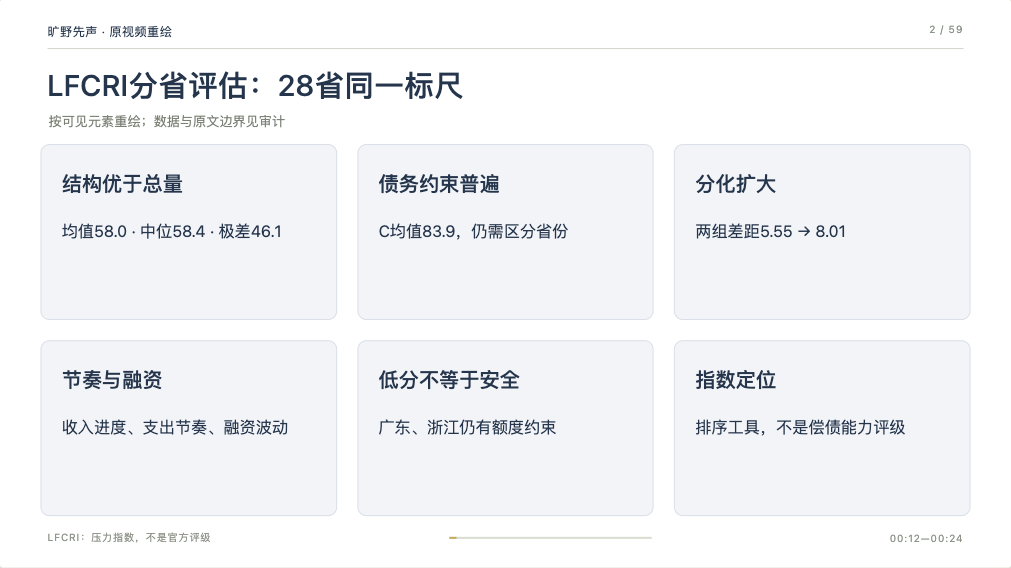 旷野先声 · 原视频重绘
2 / 59
LFCRI分省评估：28省同一标尺
按可见元素重绘；数据与原文边界见审计
结构优于总量
均值58.0 · 中位58.4 · 极差46.1
债务约束普遍
C均值83.9，仍需区分省份
分化扩大
两组差距5.55 → 8.01
节奏与融资
收入进度、支出节奏、融资波动
低分不等于安全
广东、浙江仍有额度约束
指数定位
排序工具，不是偿债能力评级
LFCRI：压力指数，不是官方评级
00:12—00:24